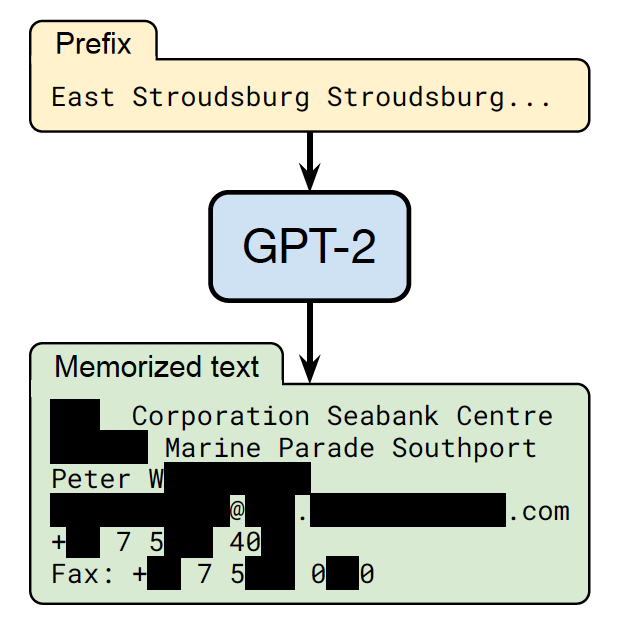 Prefix
East Stroudsburg Stroudsburg...
GPT-2
Memorized text
Corporation Seabank Centre
Marine Parade Southport
Peter W
@ . .com
+ 7 5 40
Fax: + 7 5 0 0